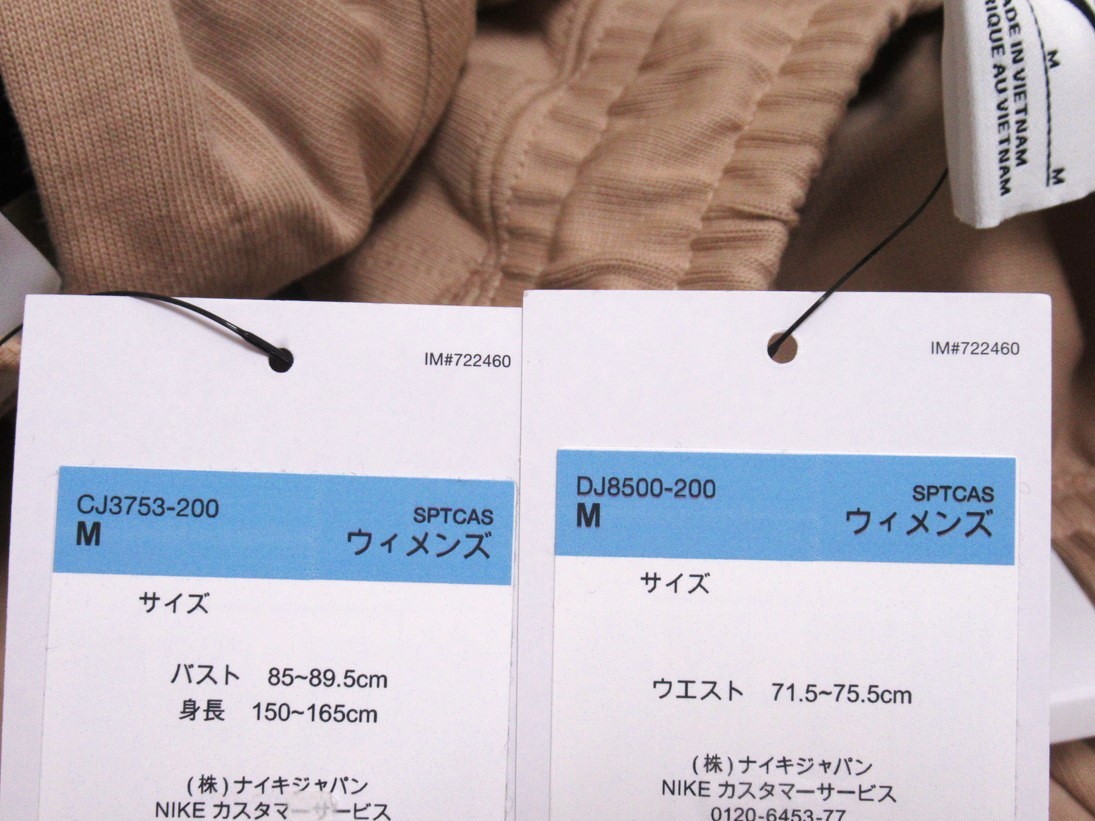 M
MADE IN VIETNAM
FABRIQUE AU VIETNAM
M
IM#722460
CJ3753-200
M
SPTCAS
ウィメンズ
サイズ
バスト 85~89.5cm
身長 150~165cm
(株)ナイキジャパン
NIKE カスタマーサービス
IM#722460
DJ8500-200
M
SPTCAS
ウィメンズ
サイズ
ウエスト 71.5~75.5cm
(株)ナイキジャパン
NIKE カスタマーサービス
0120-6453-77